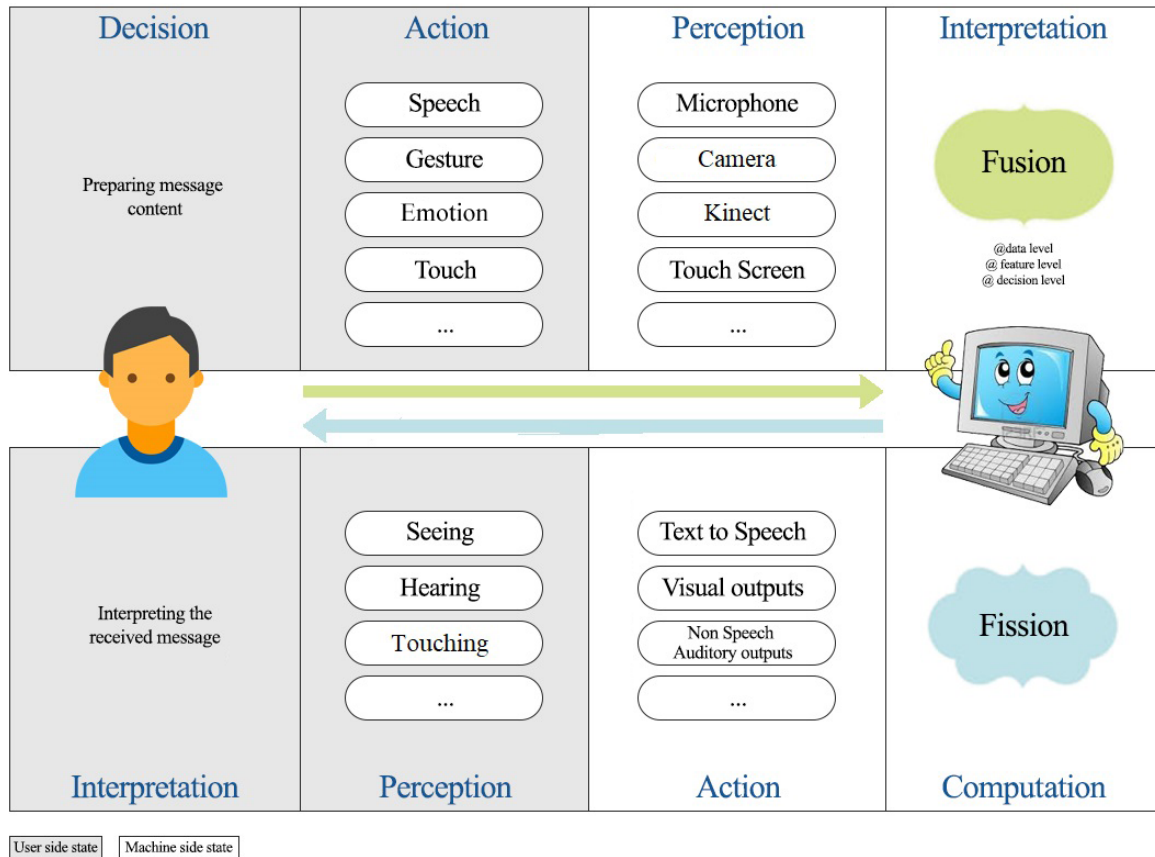 Decision
Action
Perception
Interpretation
Preparing message
content
Speech
Gesture
Emotion
Touch
...
Microphone
Camera
Kinect
Touch Screen
...
Fusion
@data level
@ feature level
@ decision level
Interpreting the
received message
Seeing
Hearing
Touching
...
Text to Speech
Visual outputs
Non Speech
Auditory outputs
...
Fission
Interpretation
Perception
Action
Computation
User side state
Machine side state